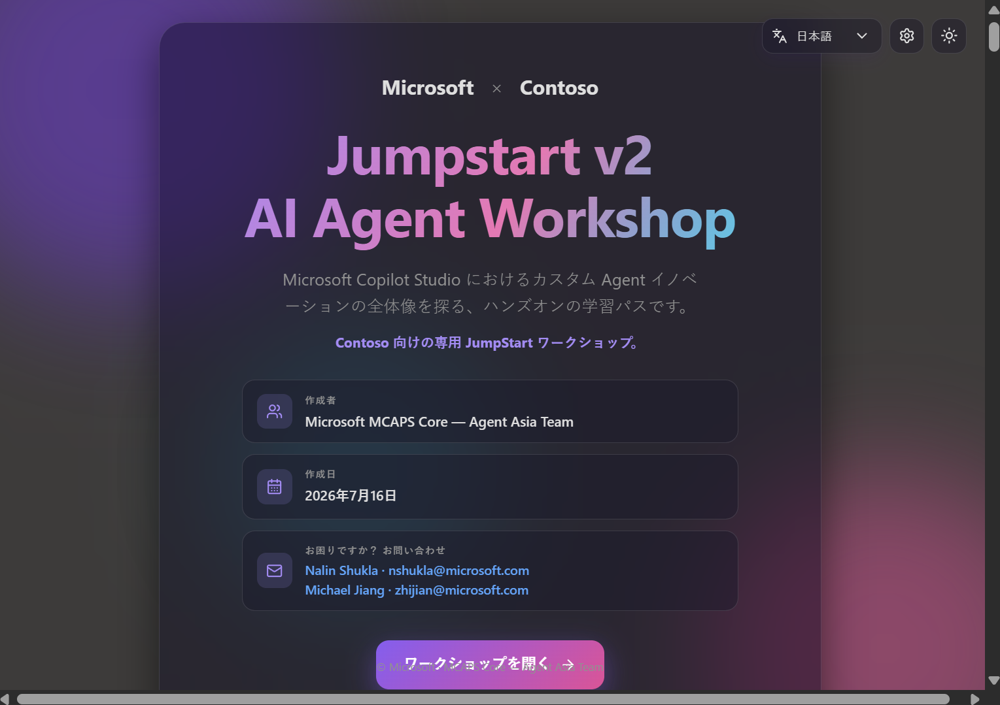 日本語
Microsoft × Contoso
Jumpstart v2
AI Agent Workshop
Microsoft Copilot Studio におけるカスタム Agent イノベ
ーションの全体像を探る、ハンズオンの学習パスです。
Contoso 向けの専用 JumpStart ワークショップ。
作成者
Microsoft MCAPS Core — Agent Asia Team
作成日
2026年7月16日
お困りですか？ お問い合わせ
Nalin Shukla · nshukla@microsoft.com
Michael Jiang · zhijian@microsoft.com
ワークショップを開く →
© Microsoft · MCAPS Core — Agent Asia Team